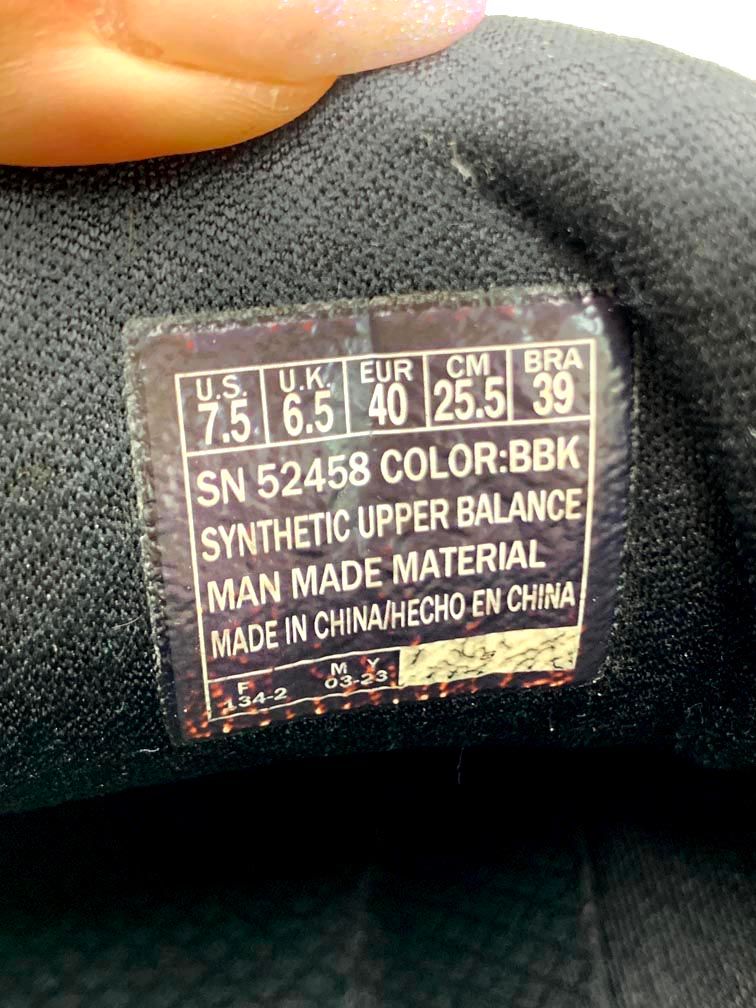 U.S. U.K. EUR CM BRA
7.5 6.5 40 25.5 39
SN 52458 COLOR:BBK
SYNTHETIC UPPER BALANCE
MAN MADE MATERIAL
MADE IN CHINA/HECHO EN CHINA
F M Y
134-2 03-23